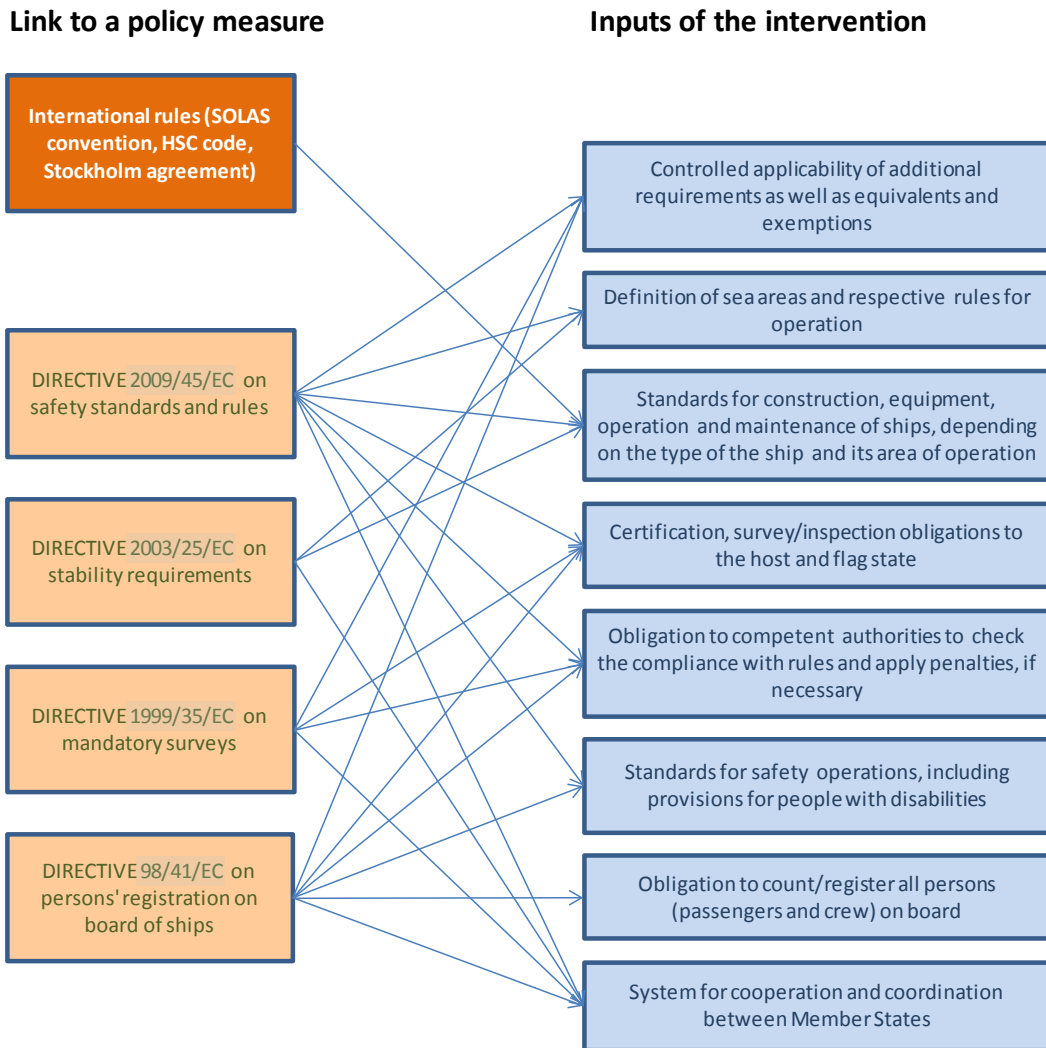 Link to a policy measure
International rules (SOLAS
convention, HSC code,
Stockholm agreement)
DIRECTIVE 2009/45/EC on
safety standards and rules
DIRECTIVE 2003/25/EC on
stability requirements
DIRECTIVE 1999/35/EC on
mandatory surveys
DIRECTIVE 98/41/EC on
persons' registration on
board of ships
Inputs of the intervention
Controlled applicability of additional
requirements as well as equivalents and
exemptions
Definition of sea areas and respective rules for
operation
Standards for construction, equipment,
operation and maintenance of ships, depending
on the type of the ship and its area of operation
Certification, survey/inspection obligations to
the host and flag state
Obligation to competent authorities to check
the compliance with rules and apply penalties, if
necessary
Standards for safety operations, including
provisions for people with disabilities
Obligation to count/register all persons
(passengers and crew) on board
System for cooperation and coordination
between Member States